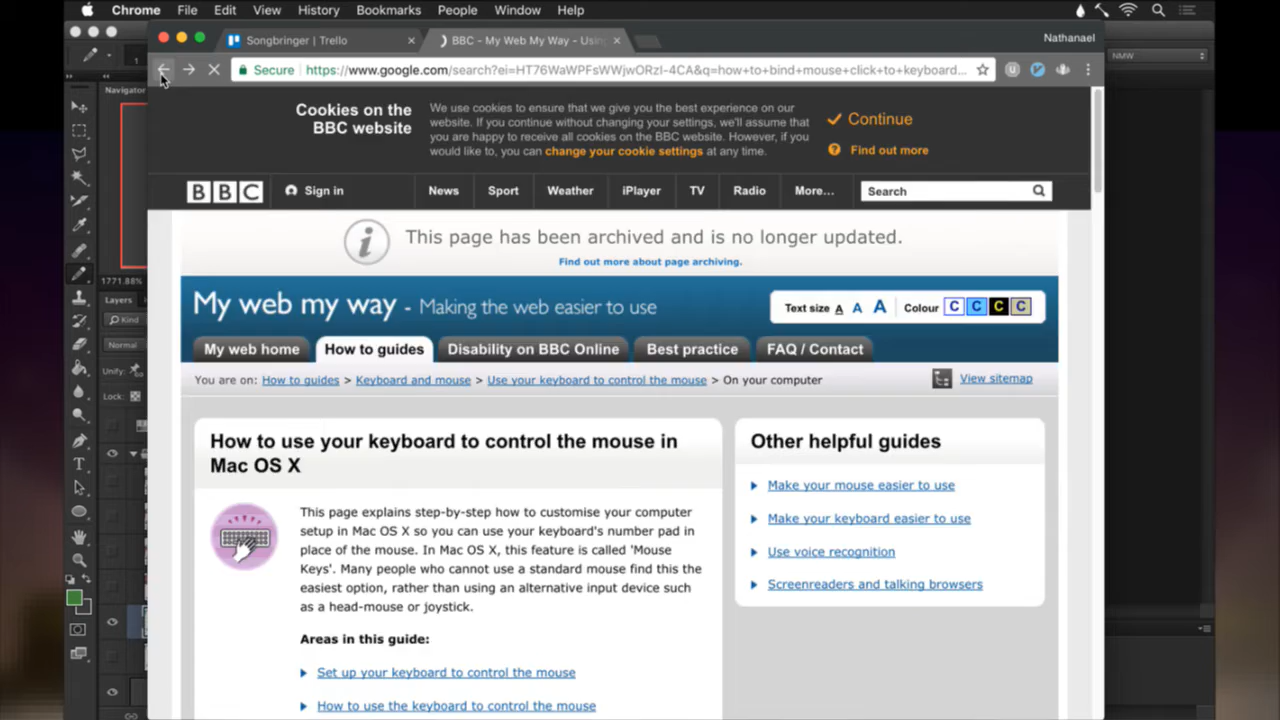 Chrome File Edit View History Bookmarks People Window Help
Songbringer | Trello
BBC - My Web My Way - Usin
Nathanael
Secure https://www.google.com/search?ei=HT76WaWPFsWWjwORzI-4CA&q=how+to+bind+mouse+click+to+keyboard...
NMW
Navigator
1771.88%
Layers
Kind
Normal
Unify:
Lock:
Cookies on the
BBC website
We use cookies to ensure that we give you the best experience on our
website. If you continue without changing your settings, we'll assume that
you are happy to receive all cookies on the BBC website. However, if you
would like to, you can change your cookie settings at any time.
Continue
Find out more
BBC Sign in News Sport Weather iPlayer TV Radio More... Search
This page has been archived and is no longer updated.
Find out more about page archiving.
My web my way - Making the web easier to use
Text size A A A Colour C C C C
My web home How to guides Disability on BBC Online Best practice FAQ / Contact
You are on: How to guides > Keyboard and mouse > Use your keyboard to control the mouse > On your computer
View sitemap
How to use your keyboard to control the mouse in
Mac OS X
This page explains step-by-step how to customise your computer
setup in Mac OS X so you can use your keyboard's number pad in
place of the mouse. In Mac OS X, this feature is called 'Mouse
Keys'. Many people who cannot use a standard mouse find this the
easiest option, rather than using an alternative input device such
as a head-mouse or joystick.
Areas in this guide:
Set up your keyboard to control the mouse
How to use the keyboard to control the mouse
Other helpful guides
Make your mouse easier to use
Make your keyboard easier to use
Use voice recognition
Screenreaders and talking browsers